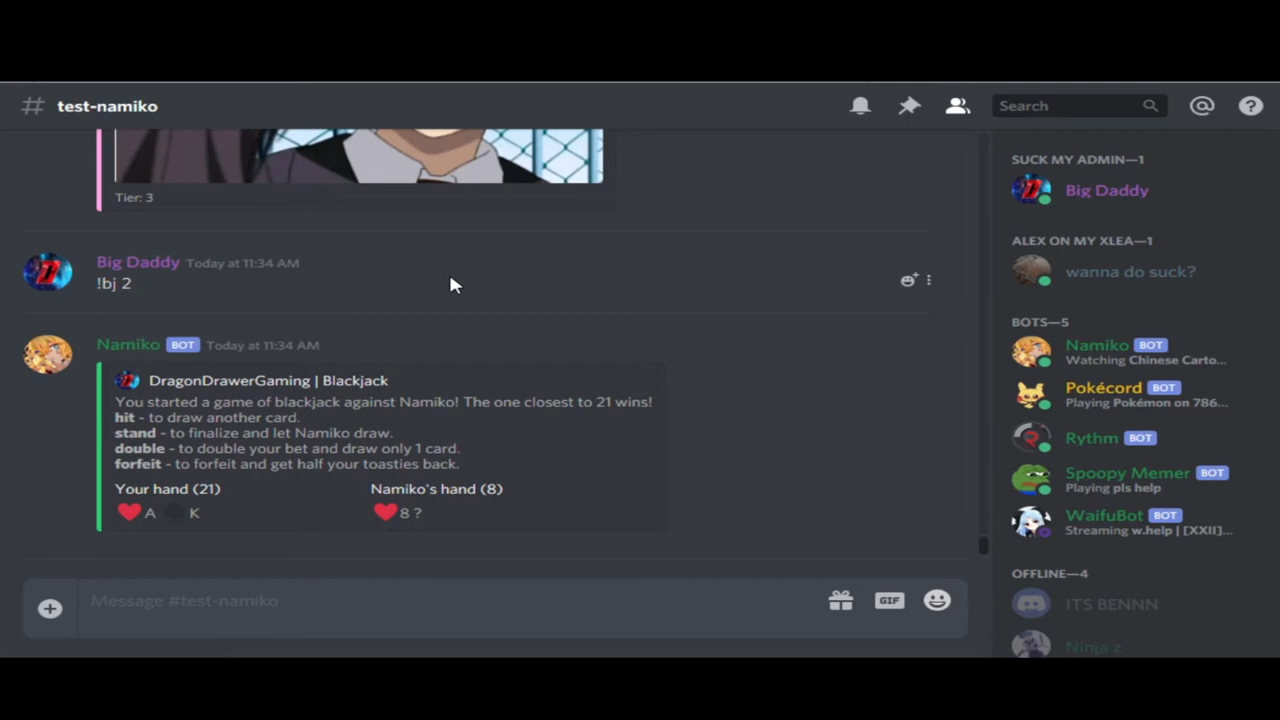 test-namiko
Search
Tier: 3
Big Daddy Today at 11:34 AM
!bj 2
Namiko BOT Today at 11:34 AM
DragonDrawerGaming | Blackjack
You started a game of blackjack against Namiko! The one closest to 21 wins!
hit - to draw another card.
stand - to finalize and let Namiko draw.
double - to double your bet and draw only 1 card.
forfeit - to forfeit and get half your toasties back.
Your hand (21) Namiko's hand (8)
A K 8 ?
Message #test-namiko
GIF
SUCK MY ADMIN—1
Big Daddy
ALEX ON MY XLEA—1
wanna do suck?
BOTS—5
Namiko BOT
Watching Chinese Carto...
Pokécord BOT
Playing Pokémon on 786...
Rythm BOT
Spoopy Memer BOT
Playing pls help
WaifuBot BOT
Streaming w.help | [XXII]...
OFFLINE—4
ITS BENNN
Ninja z